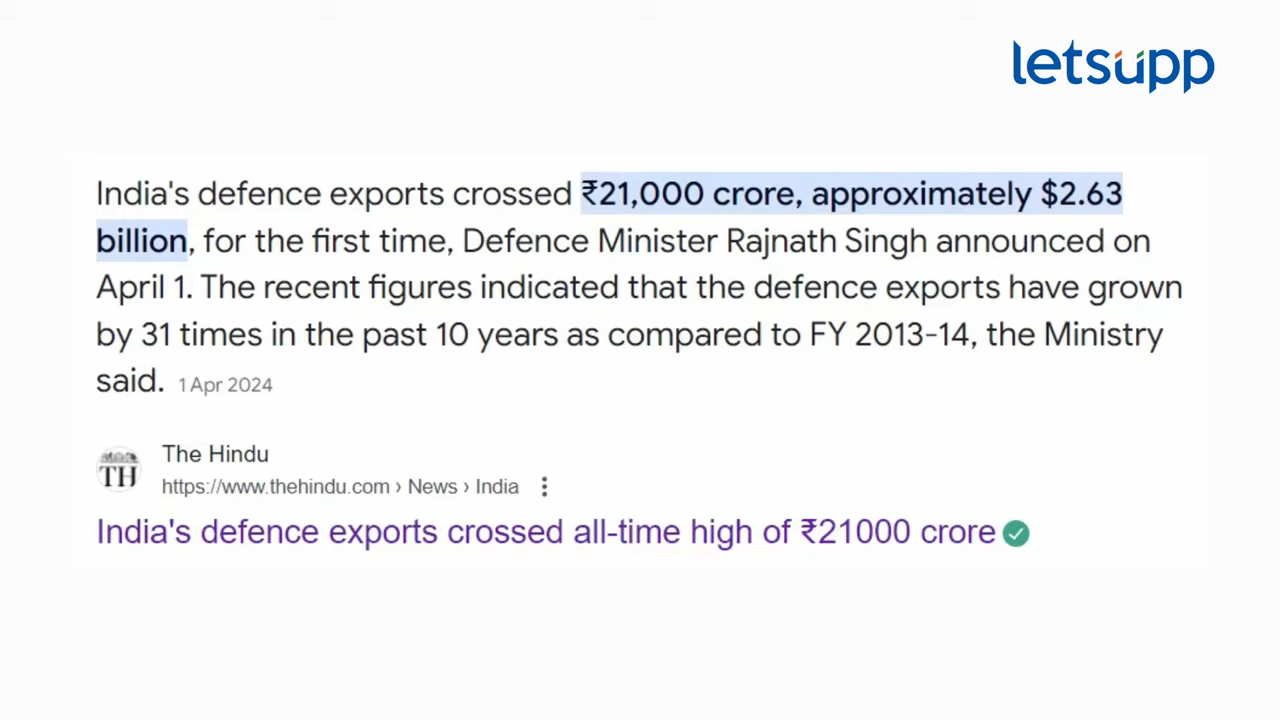 letsupp
India's defence exports crossed ₹21,000 crore, approximately $2.63
billion, for the first time, Defence Minister Rajnath Singh announced on
April 1. The recent figures indicated that the defence exports have grown
by 31 times in the past 10 years as compared to FY 2013-14, the Ministry
said. 1 Apr 2024
TH
The Hindu
https://www.thehindu.com › News › India
India's defence exports crossed all-time high of ₹21000 crore